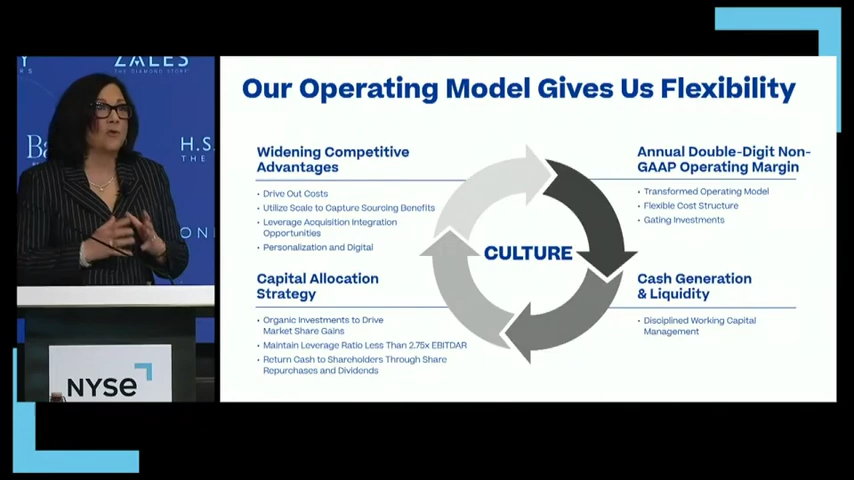 ZALES
THE DIAMOND STORE
Ba
H.S.
THE
ONE
NYSE
Our Operating Model Gives Us Flexibility
Widening Competitive
Advantages
• Drive Out Costs
• Utilize Scale to Capture Sourcing Benefits
• Leverage Acquisition Integration
Opportunities
• Personalization and Digital
Annual Double-Digit Non-
GAAP Operating Margin
• Transformed Operating Model
• Flexible Cost Structure
• Gating Investments
CULTURE
Capital Allocation
Strategy
• Organic Investments to Drive
Market Share Gains
• Maintain Leverage Ratio Less Than 2.75x EBITDAR
• Return Cash to Shareholders Through Share
Repurchases and Dividends
Cash Generation
& Liquidity
• Disciplined Working Capital
Management